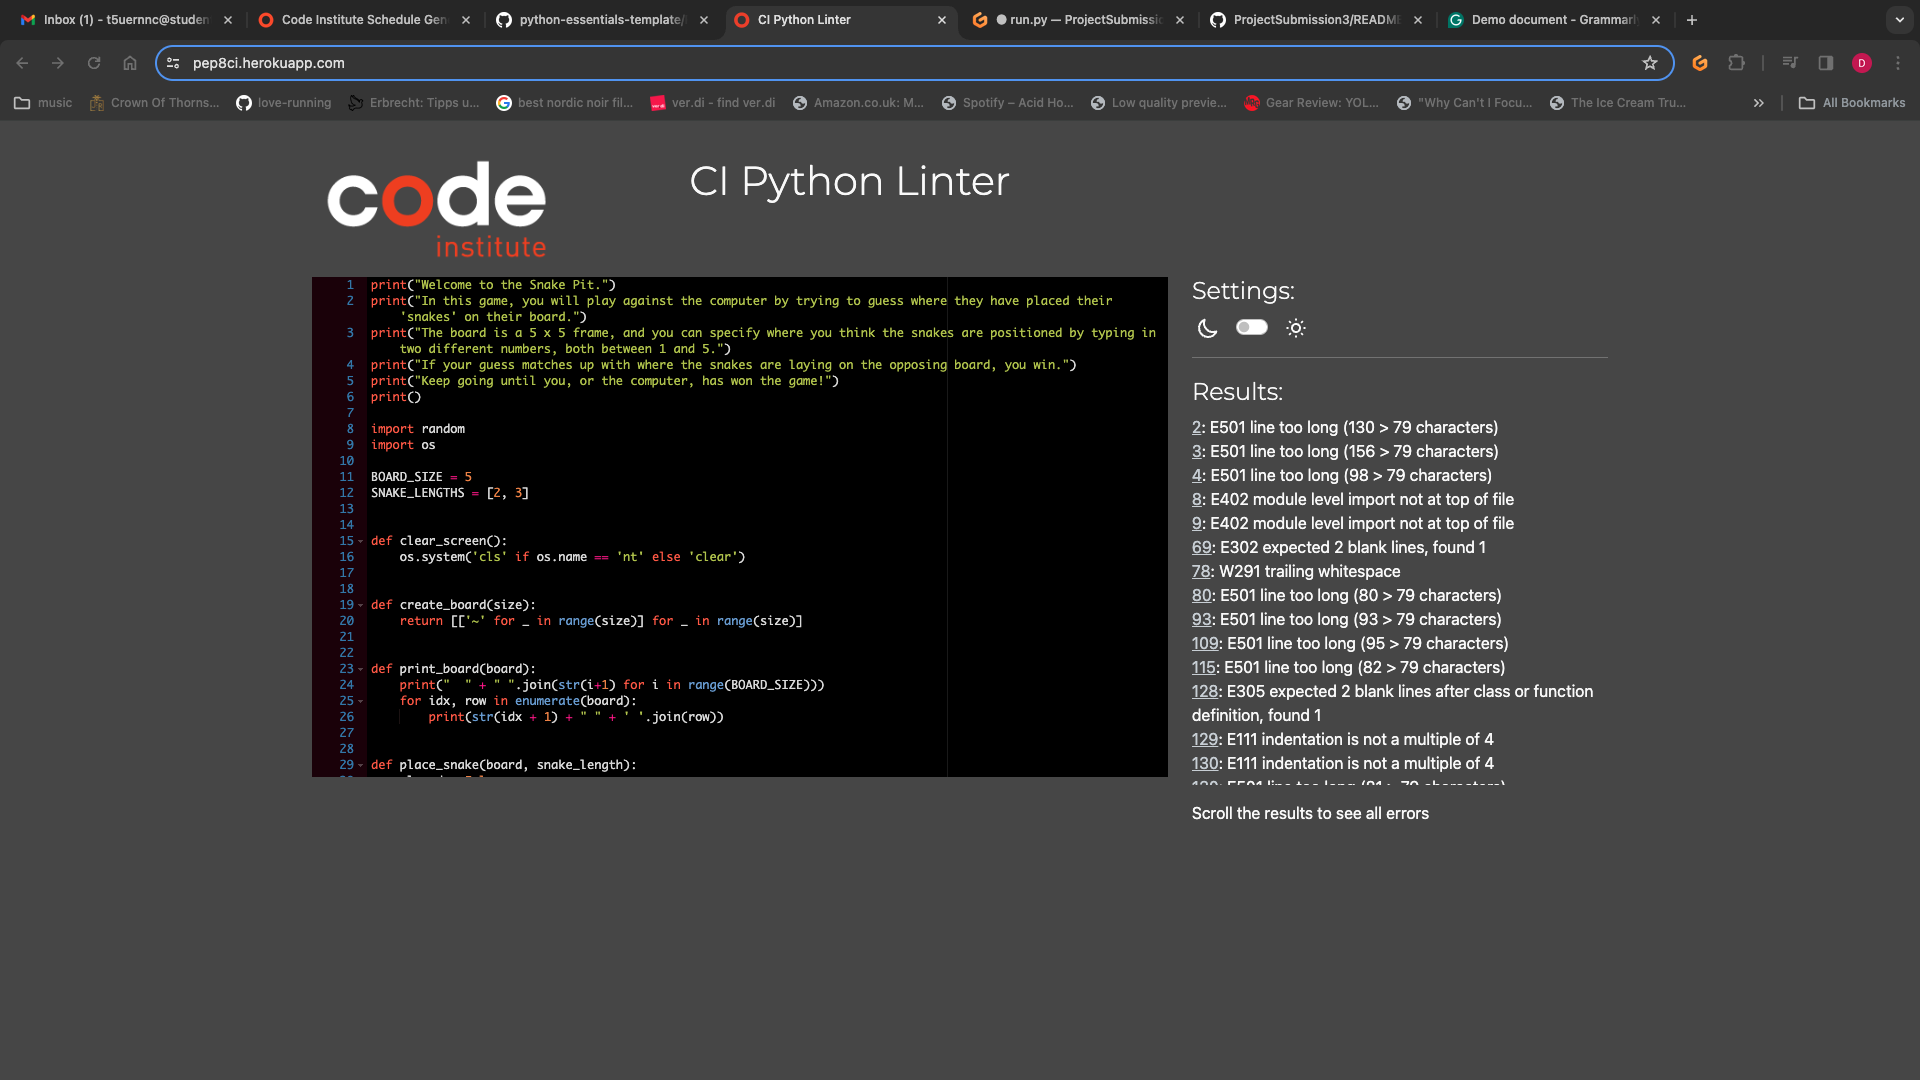 Inbox (1) - t5uernnc@studen
Code Institute Schedule Gen
python-essentials-template/
CI Python Linter
run.py — ProjectSubmissio
ProjectSubmission3/README
Demo document - Grammarl
pep8ci.herokuapp.com
D
music
Crown Of Thorns...
love-running
Erbrecht: Tipps u...
best nordic noir fil...
ver.di - find ver.di
Amazon.co.uk: M...
Spotify – Acid Ho...
Low quality previe...
Gear Review: YOL...
"Why Can't I Focu...
The Ice Cream Tru...
All Bookmarks
code
institute
CI Python Linter
1 print("Welcome to the Snake Pit.")
2 print("In this game, you will play against the computer by trying to guess where they have placed their
'snakes' on their board.")
3 print("The board is a 5 x 5 frame, and you can specify where you think the snakes are positioned by typing in
two different numbers, both between 1 and 5.")
4 print("If your guess matches up with where the snakes are laying on the opposing board, you win.")
5 print("Keep going until you, or the computer, has won the game!")
6 print()
7
8 import random
9 import os
10
11 BOARD_SIZE = 5
12 SNAKE_LENGTHS = [2, 3]
13
14
15 def clear_screen():
16 os.system('cls' if os.name == 'nt' else 'clear')
17
18
19 def create_board(size):
20 return [['~' for _ in range(size)] for _ in range(size)]
21
22
23 def print_board(board):
24 print("  " + " ".join(str(i+1) for i in range(BOARD_SIZE)))
25 for idx, row in enumerate(board):
26 print(str(idx + 1) + " " + ' '.join(row))
27
28
29 def place_snake(board, snake_length):
Settings:
Results:
2: E501 line too long (130 > 79 characters)
3: E501 line too long (156 > 79 characters)
4: E501 line too long (98 > 79 characters)
8: E402 module level import not at top of file
9: E402 module level import not at top of file
69: E302 expected 2 blank lines, found 1
78: W291 trailing whitespace
80: E501 line too long (80 > 79 characters)
93: E501 line too long (93 > 79 characters)
109: E501 line too long (95 > 79 characters)
115: E501 line too long (82 > 79 characters)
128: E305 expected 2 blank lines after class or function
definition, found 1
129: E111 indentation is not a multiple of 4
130: E111 indentation is not a multiple of 4
130: E501 line too long (81 > 79 characters)
Scroll the results to see all errors